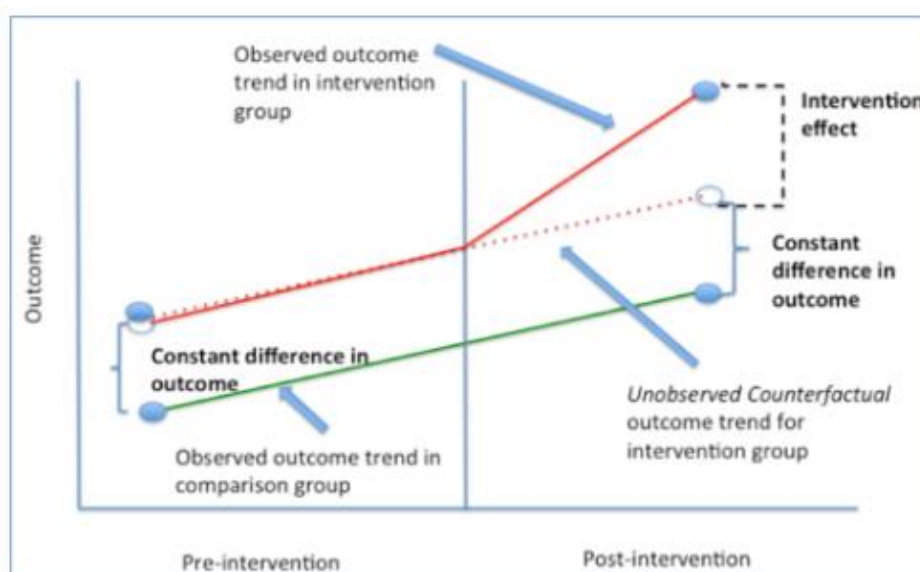 Observed outcome
trend in intervention
group
Intervention
effect
Outcome
Constant
difference in
outcome
Constant difference in
outcome
Unobserved Counterfactual
outcome trend for
intervention group
Observed outcome trend in
comparison group
Pre-intervention
Post-intervention